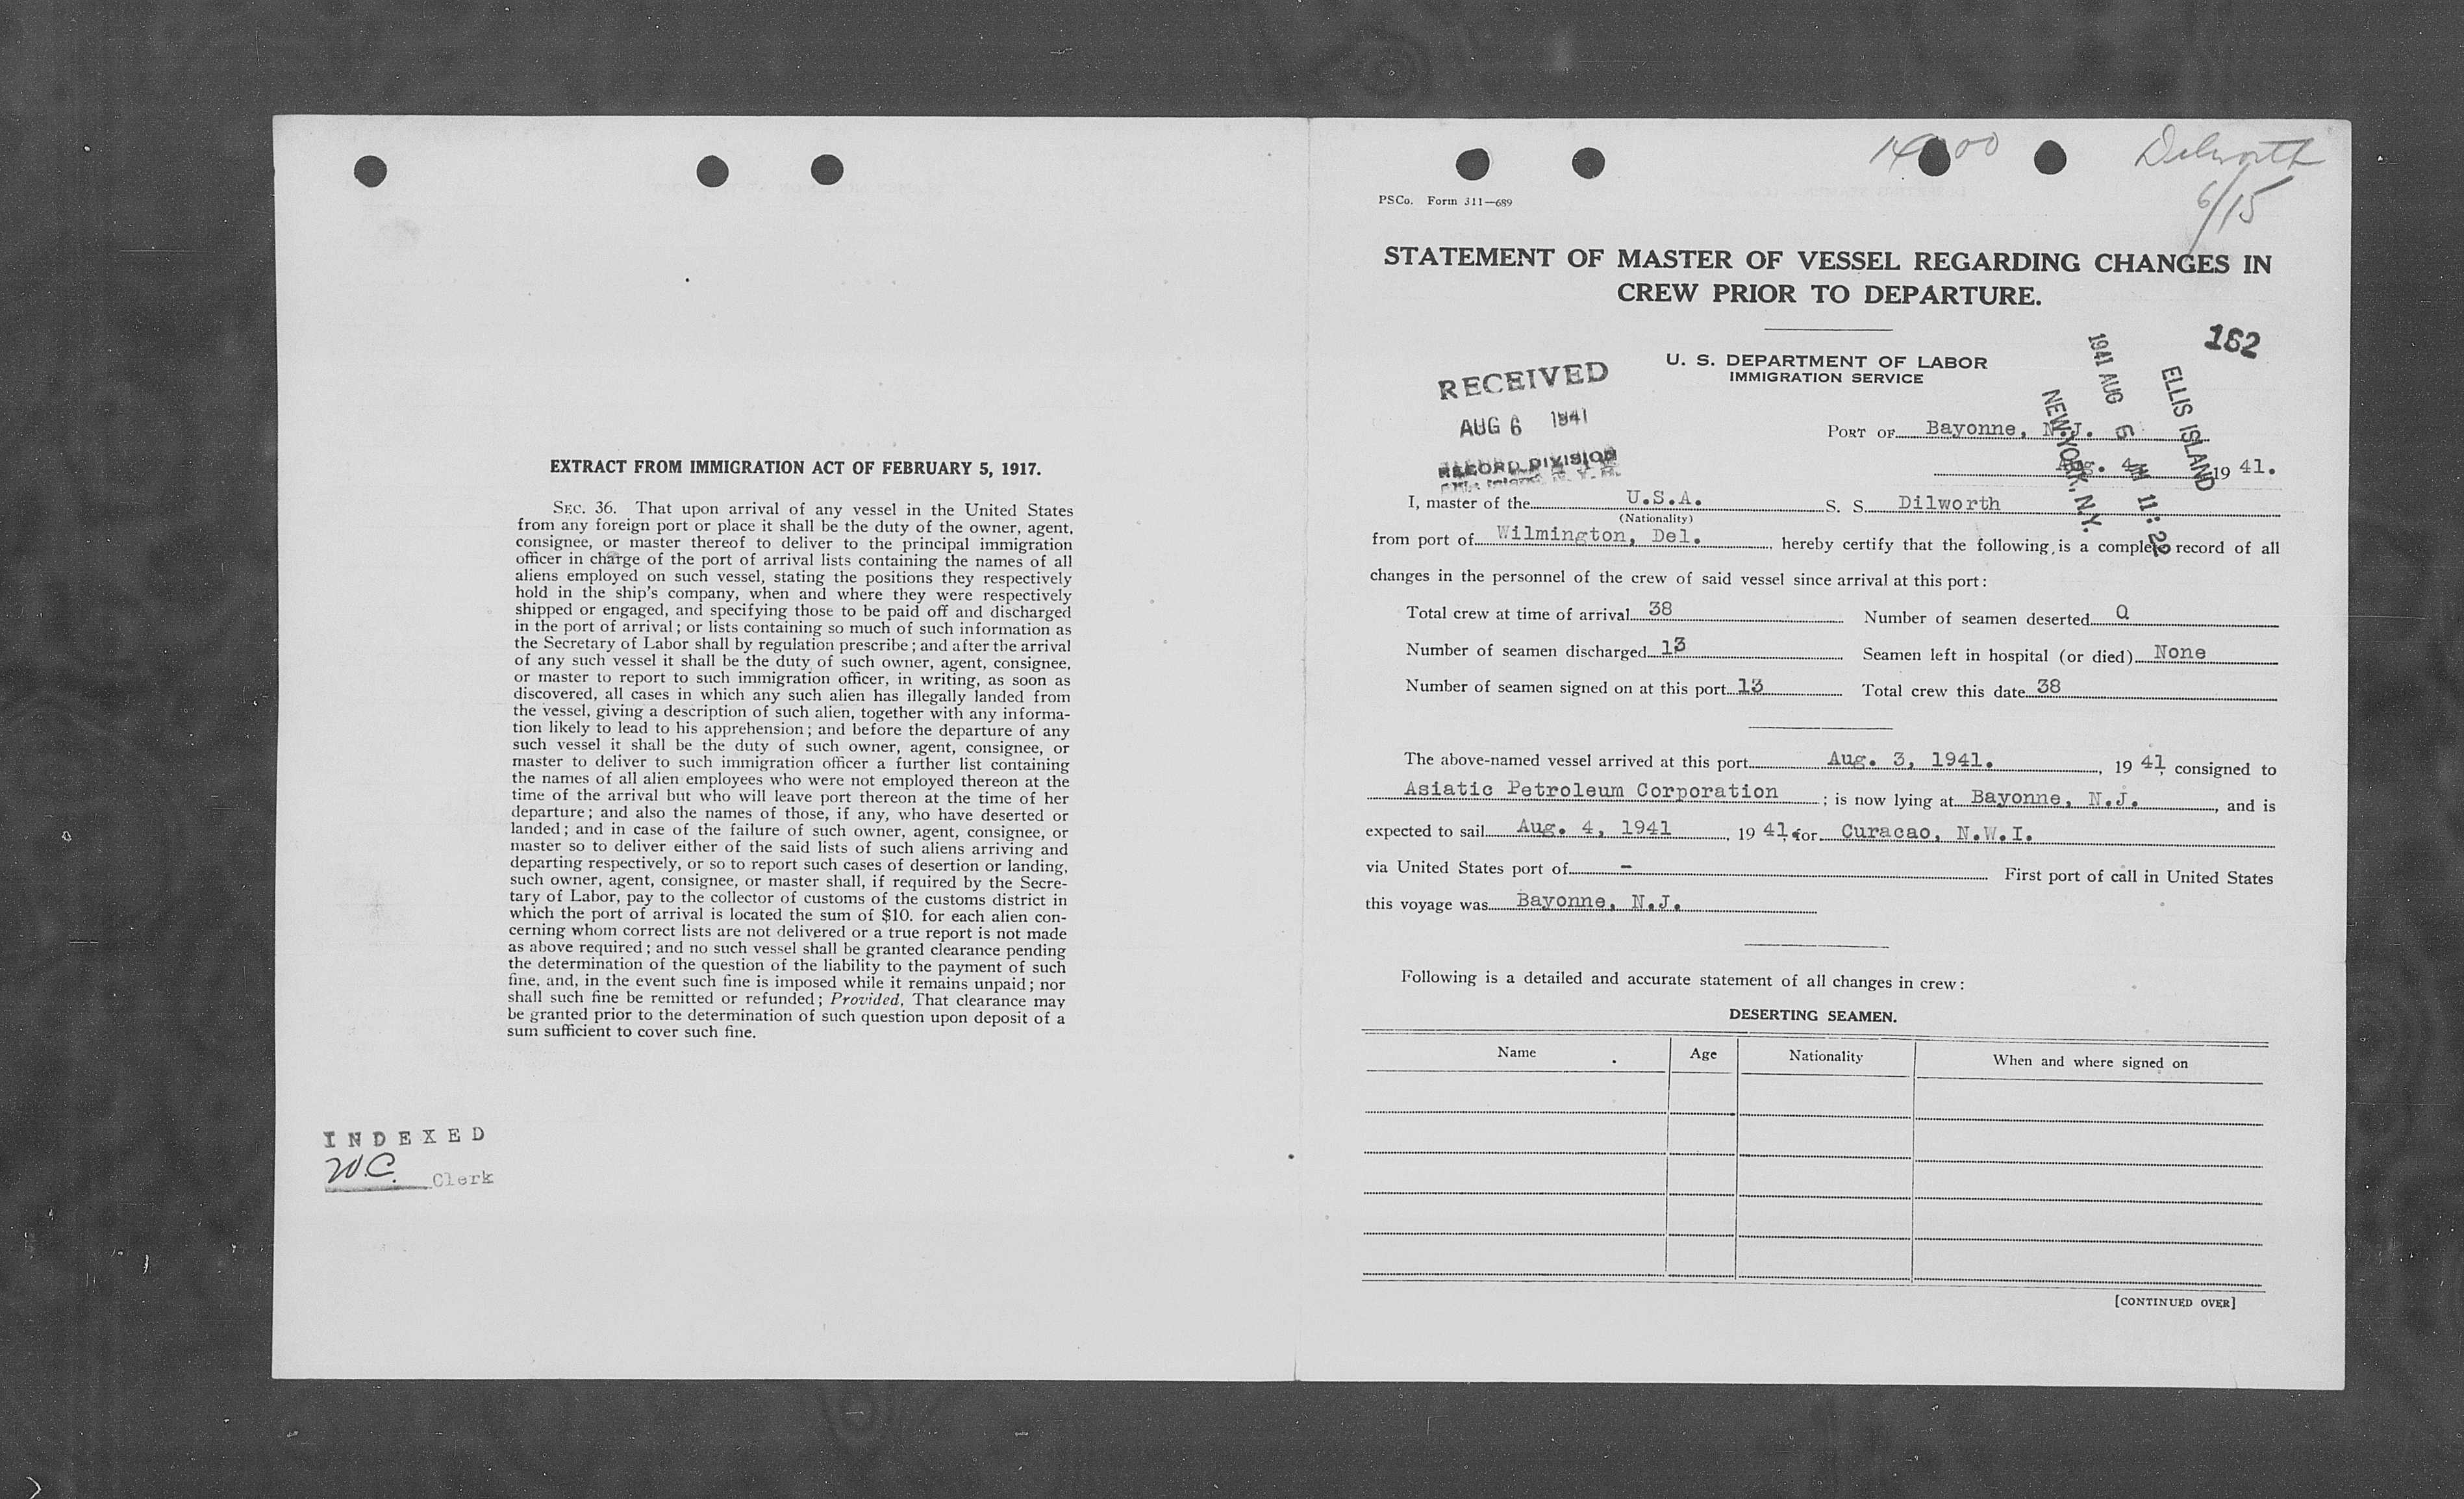 EXTRACT FROM IMMIGRATION ACT OF FEBRUARY 5, 1917.
SEC. 36. That upon arrival of any vessel in the United States
from any foreign port or place it shall be the duty of the owner, agent,
consignee, or master thereof to deliver to the principal immigration
officer in charge of the port of arrival lists containing the names of all
aliens employed on such vessel, stating the positions they respectively
hold in the ship's company, when and where they were respectively
shipped or engaged, and specifying those to be paid off and discharged
in the port of arrival; or lists containing so much of such information as
the Secretary of Labor shall by regulation prescribe; and after the arrival
of any such vessel it shall be the duty of such owner, agent, consignee,
or master to report to such immigration officer, in writing, as soon as
discovered, all cases in which any such alien has illegally landed from
the vessel, giving a description of such alien, together with any informa-
tion likely to lead to his apprehension; and before the departure of any
such vessel it shall be the duty of such owner, agent, consignee, or
master to deliver to such immigration officer a further list containing
the names of all alien employees who were not employed thereon at the
time of the arrival but who will leave port thereon at the time of her
departure; and also the names of those, if any, who have deserted or
landed; and in case of the failure of such owner, agent, consignee, or
master so to deliver either of the said lists of such aliens arriving and
departing respectively, or so to report such cases of desertion or landing,
such owner, agent, consignee, or master shall, if required by the Secre-
tary of Labor, pay to the collector of customs of the customs district in
which the port of arrival is located the sum of $10. for each alien con-
cerning whom correct lists are not delivered or a true report is not made
as above required; and no such vessel shall be granted clearance pending
the determination of the question of the liability to the payment of such
fine, and, in the event such fine is imposed while it remains unpaid; nor
shall such fine be remitted or refunded; Provided, That clearance may
be granted prior to the determination of such question upon deposit of a
sum sufficient to cover such fine.
INDEXED
W.C. Clerk
Dilworth
6/15
PSCo. Form 311—689
STATEMENT OF MASTER OF VESSEL REGARDING CHANGES IN
CREW PRIOR TO DEPARTURE.
162
U. S. DEPARTMENT OF LABOR
IMMIGRATION SERVICE
RECEIVED
AUG 6 1941
RECORD DIVISION
ELLIS ISLAND
1941 AUG 6 AM 11:22
NEW YORK, N.Y.
PORT OF Bayonne, N.J.
Aug. 4, 19 41.
I, master of the U.S.A. S. S. Dilworth
(Nationality)
from port of Wilmington, Del. hereby certify that the following is a complete record of all
changes in the personnel of the crew of said vessel since arrival at this port:
Total crew at time of arrival 38 Number of seamen deserted 0
Number of seamen discharged 13 Seamen left in hospital (or died) None
Number of seamen signed on at this port 13 Total crew this date 38
The above-named vessel arrived at this port Aug. 3, 1941. , 19 41 consigned to
Asiatic Petroleum Corporation ; is now lying at Bayonne, N.J. , and is
expected to sail Aug. 4, 1941 , 19 41, for Curacao, N.W.I.
via United States port of - First port of call in United States
this voyage was Bayonne, N.J.
Following is a detailed and accurate statement of all changes in crew:
DESERTING SEAMEN.
Name Age Nationality When and where signed on
[CONTINUED OVER]